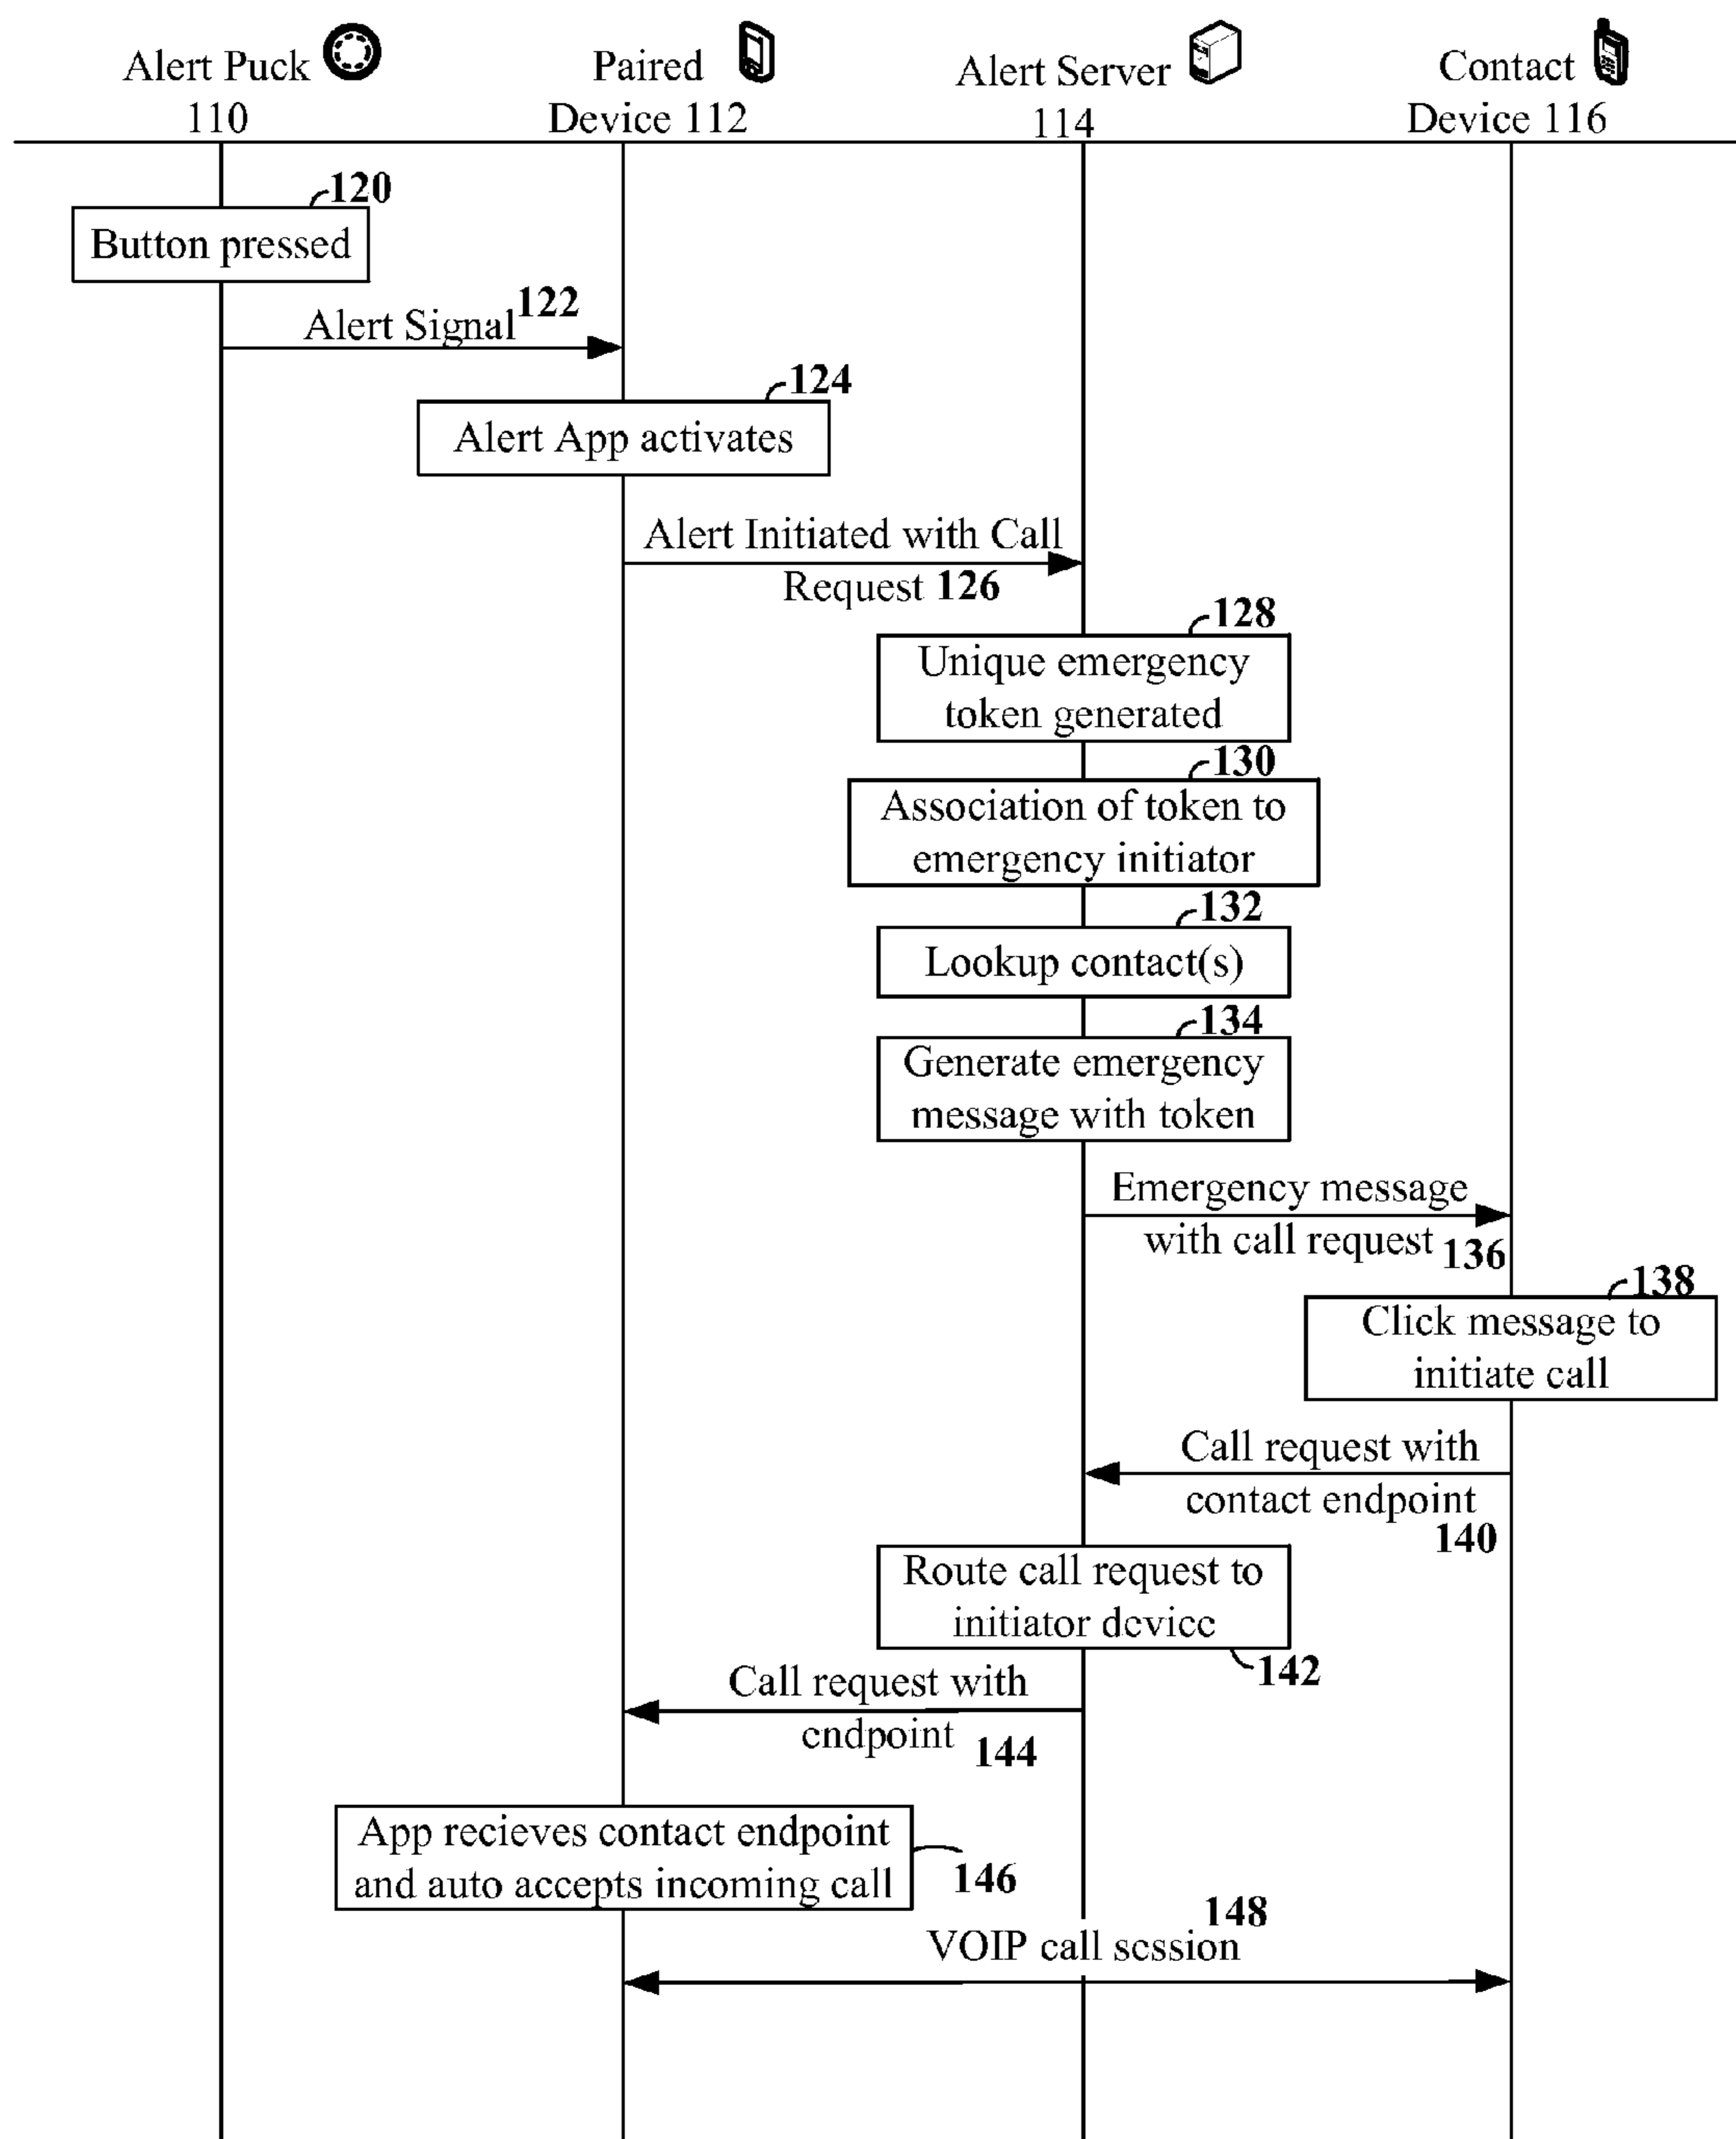 Alert Puck
110
Paired
Device 112
Alert Server
114
Contact
Device 116
120
Button pressed
Alert Signal 122
124
Alert App activates
Alert Initiated with Call
Request 126
128
Unique emergency
token generated
130
Association of token to
emergency initiator
132
Lookup contact(s)
134
Generate emergency
message with token
Emergency message
with call request 136
138
Click message to
initiate call
Call request with
contact endpoint
140
Route call request to
initiator device
142
Call request with
endpoint 144
App recieves contact endpoint
and auto accepts incoming call
146
148
VOIP call session